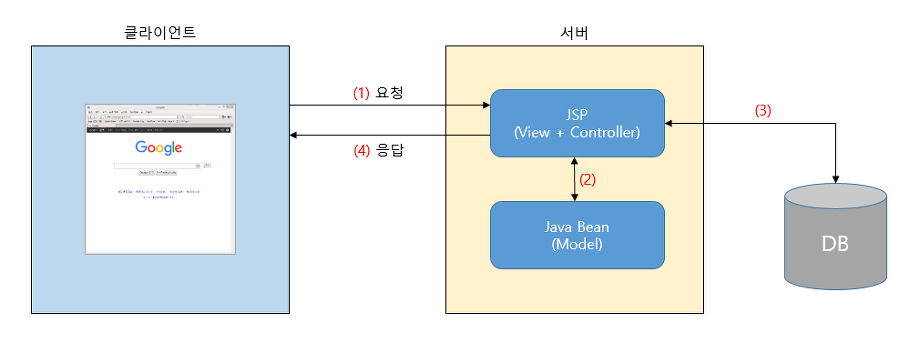 클라이언트
서버
Google
(1) 요청
(4) 응답
JSP
(View + Controller)
(2)
Java Bean
(Model)
(3)
DB